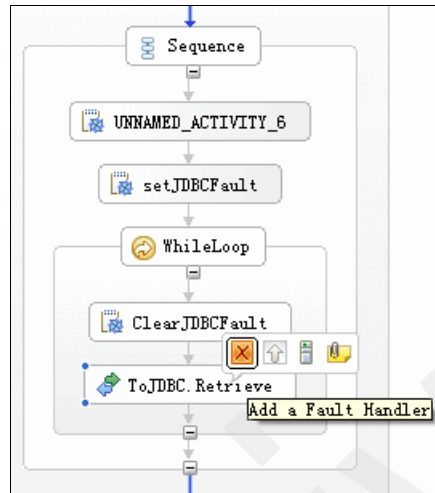 Sequence
UNNAMED_ACTIVITY_6
setJDBCFault
WhileLoop
ClearJDBCFault
ToJDBC.Retrieve
Add a Fault Handler